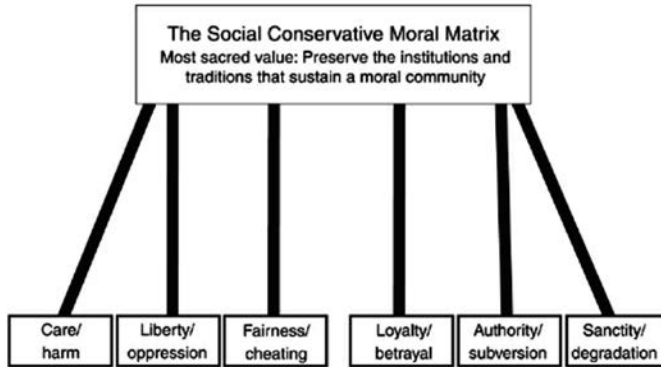 The Social Conservative Moral Matrix
Most sacred value: Preserve the institutions and
traditions that sustain a moral community
Care/
harm
Liberty/
oppression
Fairness/
cheating
Loyalty/
betrayal
Authority/
subversion
Sanctity/
degradation